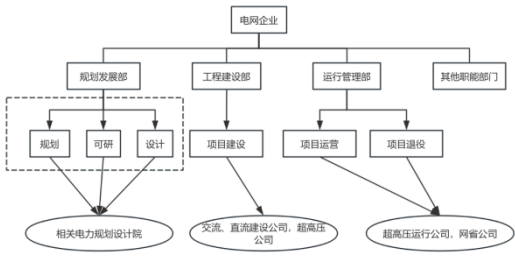 电网企业
规划发展部
工程建设部
运行管理部
其他职能部门
规划
可研
设计
项目建设
项目运营
项目退役
相关电力规划设计院
交流、直流建设公司，超高压
公司
超高压运行公司，网省公司